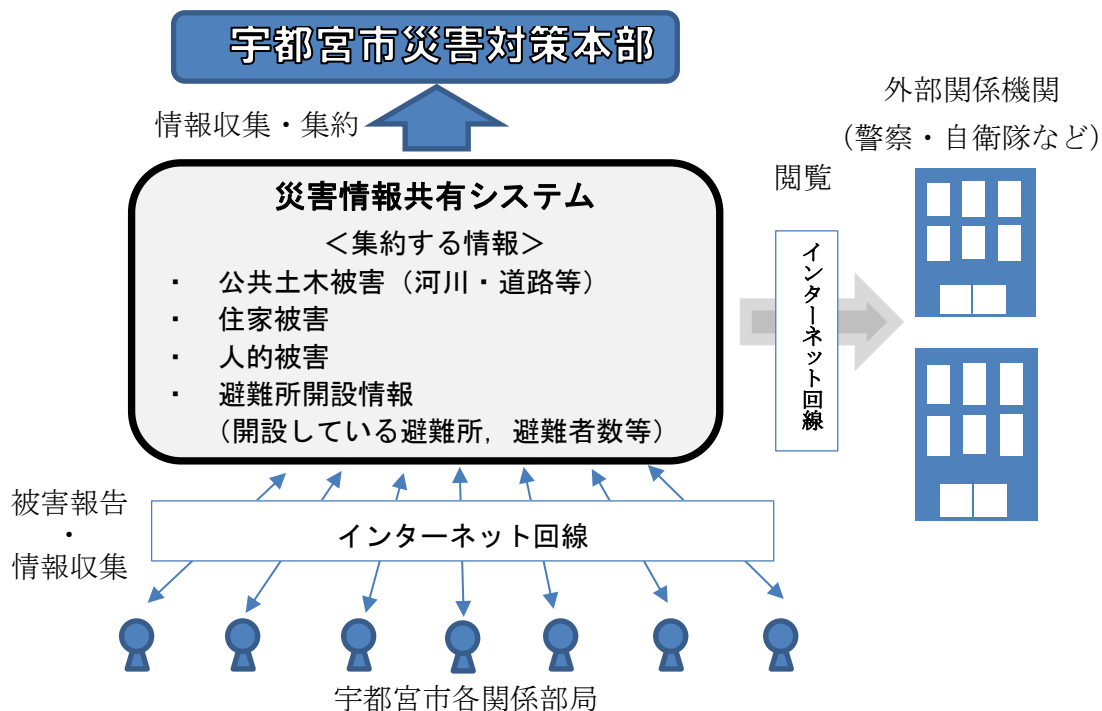 宇都宮市災害対策本部
情報収集・集約
外部関係機関
（警察・自衛隊など）
閲覧
災害情報共有システム
＜集約する情報＞
・ 公共土木被害（河川・道路等）
・ 住家被害
・ 人的被害
・ 避難所開設情報
（開設している避難所，避難者数等）
インターネット回線
被害報告
・
情報収集
インターネット回線
宇都宮市各関係部局